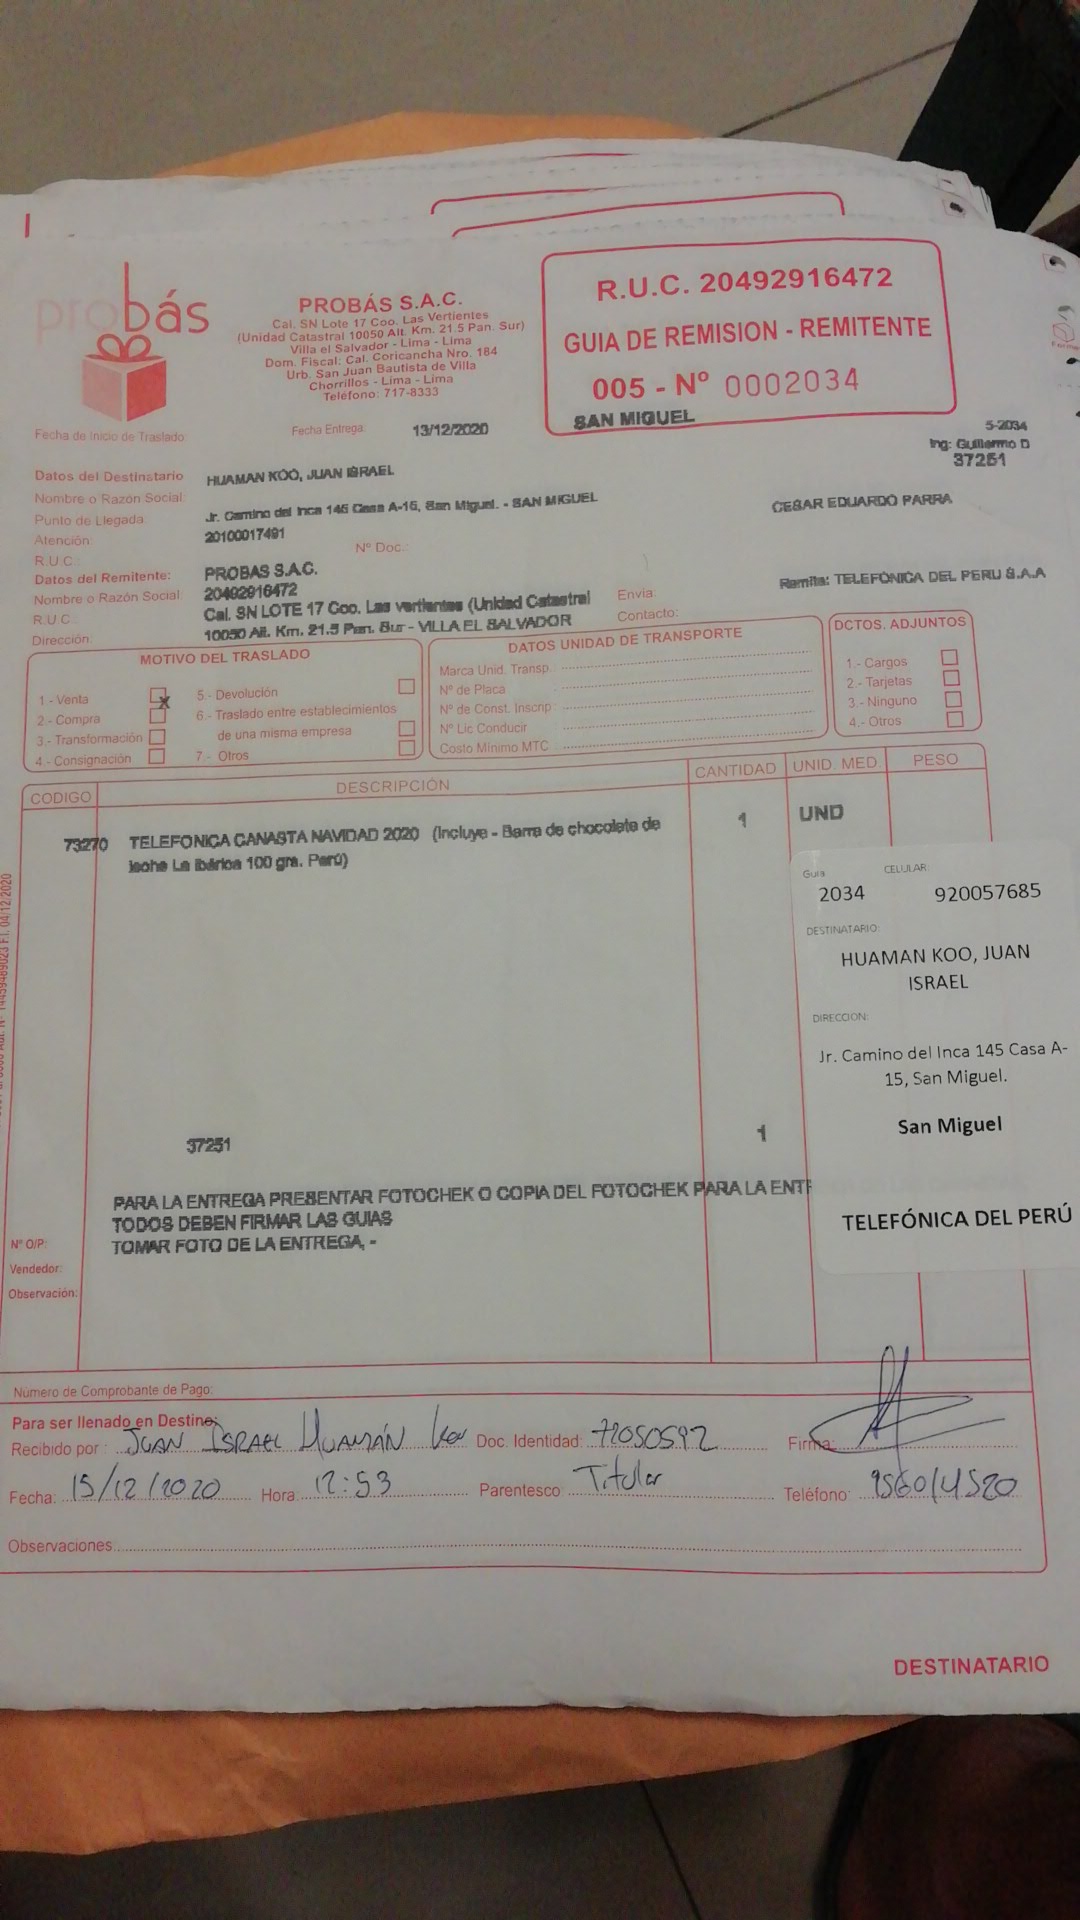 próbás
PROBÁS S.A.C.
Cal. SN Lote 17 Coo. Las Vertientes
(Unidad Catastral 10050 Alt. Km. 21.5 Pan. Sur)
Villa el Salvador - Lima - Lima
Dom. Fiscal: Cal. Coricancha Nro. 184
Urb. San Juan Bautista de Villa
Chorrillos - Lima - Lima
Teléfono: 717-8333
R.U.C. 20492916472
GUIA DE REMISION - REMITENTE
005 - Nº 0002034
SAN MIGUEL
Fecha de Inicio de Traslado:
Fecha Entrega: 13/12/2020
5-2034
Ing: Guillermo D
37251
Datos del Destinatario
HUAMAN KOO, JUAN ISRAEL
Nombre o Razón Social:
Punto de Llegada:
Jr. Camino del Inca 145 Casa A-15, San Miguel. - SAN MIGUEL
CESAR EDUARDO PARRA
Atención:
20100017491
Nº Doc.:
R.U.C.:
Datos del Remitente:
PROBAS S.A.C.
Remita: TELEFÓNICA DEL PERU S.A.A
Nombre o Razón Social:
20492916472
Envia:
R.U.C.:
Cal. SN LOTE 17 Coo. Las vertientes (Unidad Catastral
Contacto:
Dirección:
10050 Alt. Km. 21.5 Pan. Sur - VILLA EL SALVADOR
MOTIVO DEL TRASLADO
1 - Venta x
2 - Compra
3 - Transformación
4 - Consignación
5.- Devolución
6.- Traslado entre establecimientos
de una misma empresa
7.- Otros
DATOS UNIDAD DE TRANSPORTE
Marca Unid. Transp.
Nº de Placa
Nº de Const. Inscrip
Nº Lic Conducir
Costo Mínimo MTC
DCTOS. ADJUNTOS
1.- Cargos
2.- Tarjetas
3.- Ninguno
4.- Otros
CODIGO DESCRIPCIÓN CANTIDAD UNID. MED. PESO
73270 TELEFONICA CANASTA NAVIDAD 2020 (Incluye - Barra de chocolate de 1 UND
leche La ibérica 100 grs. Perú)
37251 1
PARA LA ENTREGA PRESENTAR FOTOCHEK O COPIA DEL FOTOCHEK PARA LA ENTR
TODOS DEBEN FIRMAR LAS GUIAS
TOMAR FOTO DE LA ENTREGA, -
Guia CELULAR:
2034 920057685
DESTINATARIO:
HUAMAN KOO, JUAN
ISRAEL
DIRECCION:
Jr. Camino del Inca 145 Casa A-
15, San Miguel.
San Miguel
TELEFÓNICA DEL PERÚ
Nº O/P:
Vendedor:
Observación:
Numero de Comprobante de Pago:
Para ser llenado en Destino:
Recibido por : JUAN ISRAEL HUAMÁN Koo Doc. Identidad: 72050592 Firma:
Fecha: 15/12/2020 Hora 12:53 Parentesco Titular Teléfono: 956014520
Observaciones:
DESTINATARIO